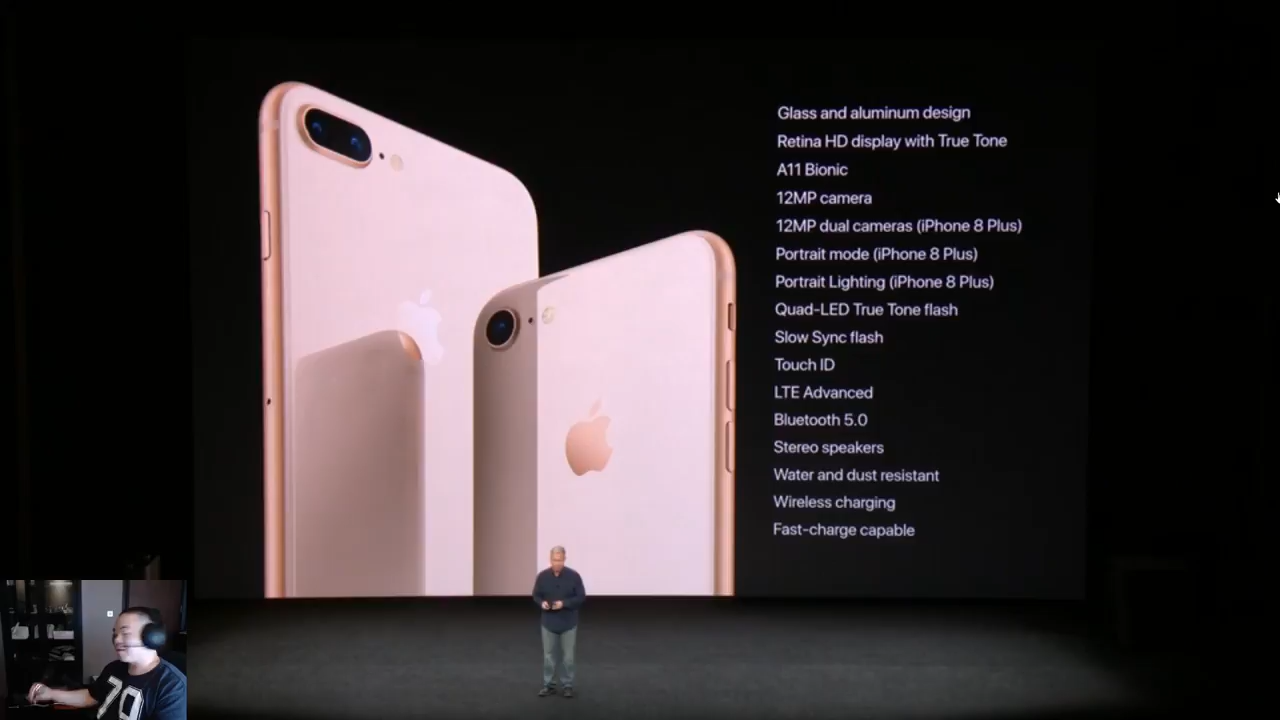 Glass and aluminum design
Retina HD display with True Tone
A11 Bionic
12MP camera
12MP dual cameras (iPhone 8 Plus)
Portrait mode (iPhone 8 Plus)
Portrait Lighting (iPhone 8 Plus)
Quad-LED True Tone flash
Slow Sync flash
Touch ID
LTE Advanced
Bluetooth 5.0
Stereo speakers
Water and dust resistant
Wireless charging
Fast-charge capable
79